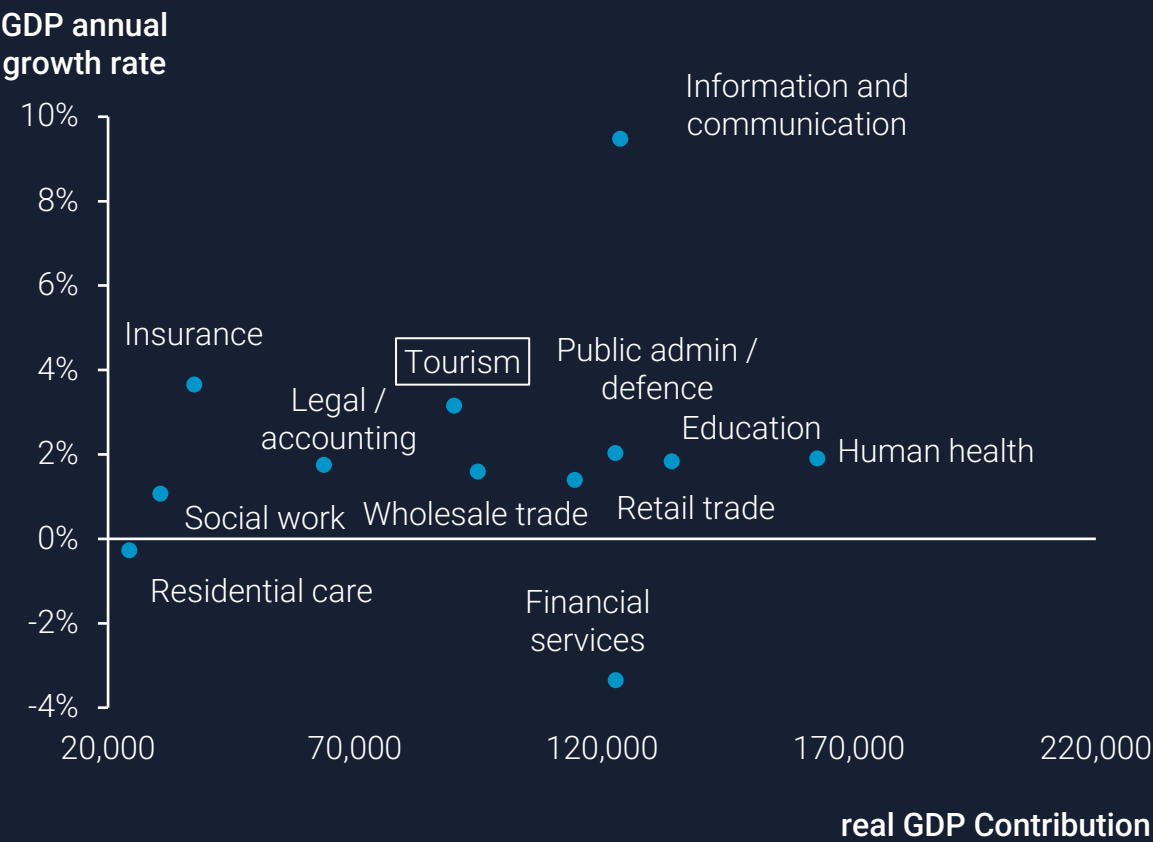 GDP annual
growth rate
Information and
communication
10%
8%
6%
Insurance
4%
Tourism
Public admin /
defence
Legal /
accounting
Education
2%
Human health
Social work
Wholesale trade
Retail trade
0%
Residential care
Financial
services
-2%
-4%
20,000
70,000
120,000
170,000
220,000
real GDP Contribution